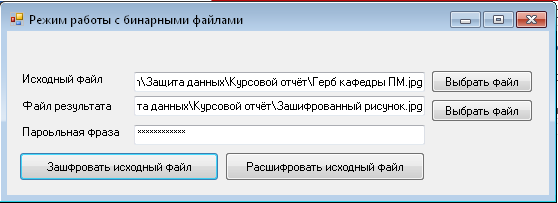 Режим работы с бинарными файлами
Исходный файл
\Защита данных\Курсовой отчёт\Герб кафедры ПМ.jpg
Выбрать файл
Файл результата
та данных\Курсовой отчёт\Зашифрованный рисунок.jpg
Выбрать файл
Пароьльная фраза
************
Зашфровать исходный файл
Расшифровать исходный файл